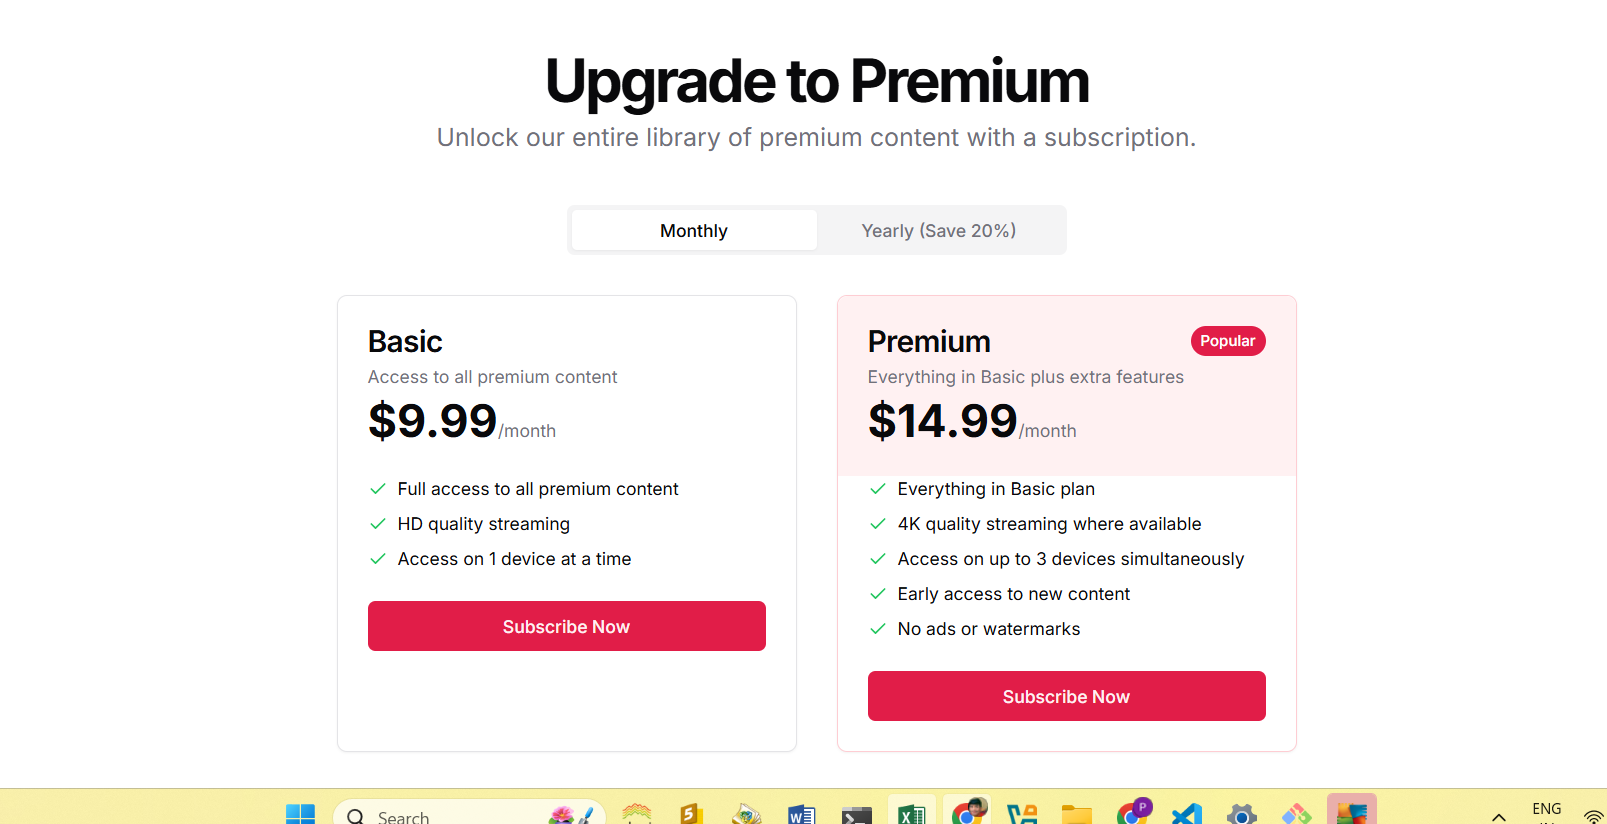 Upgrade to Premium
Unlock our entire library of premium content with a subscription.
Monthly
Yearly (Save 20%)
Basic
Access to all premium content
$9.99/month
Full access to all premium content
HD quality streaming
Access on 1 device at a time
Subscribe Now
Premium
Popular
Everything in Basic plus extra features
$14.99/month
Everything in Basic plan
4K quality streaming where available
Access on up to 3 devices simultaneously
Early access to new content
No ads or watermarks
Subscribe Now
Search
ENG